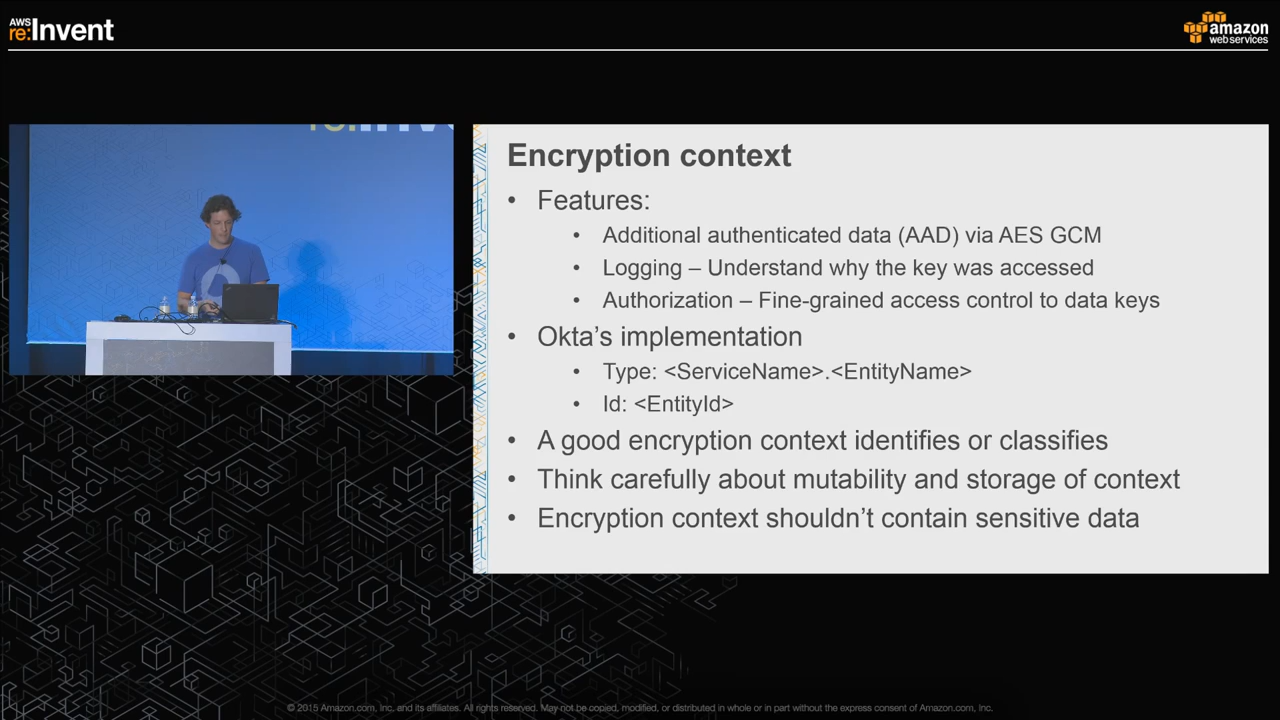 AWS
re:Invent
amazon
web services
Encryption context
• Features:
• Additional authenticated data (AAD) via AES GCM
• Logging – Understand why the key was accessed
• Authorization – Fine-grained access control to data keys
• Okta’s implementation
• Type: <ServiceName>.<EntityName>
• Id: <EntityId>
• A good encryption context identifies or classifies
• Think carefully about mutability and storage of context
• Encryption context shouldn’t contain sensitive data
© 2015 Amazon.com, Inc. and its affiliates. All rights reserved. May not be copied, modified, or distributed in whole or in part without the express consent of Amazon.com, Inc.